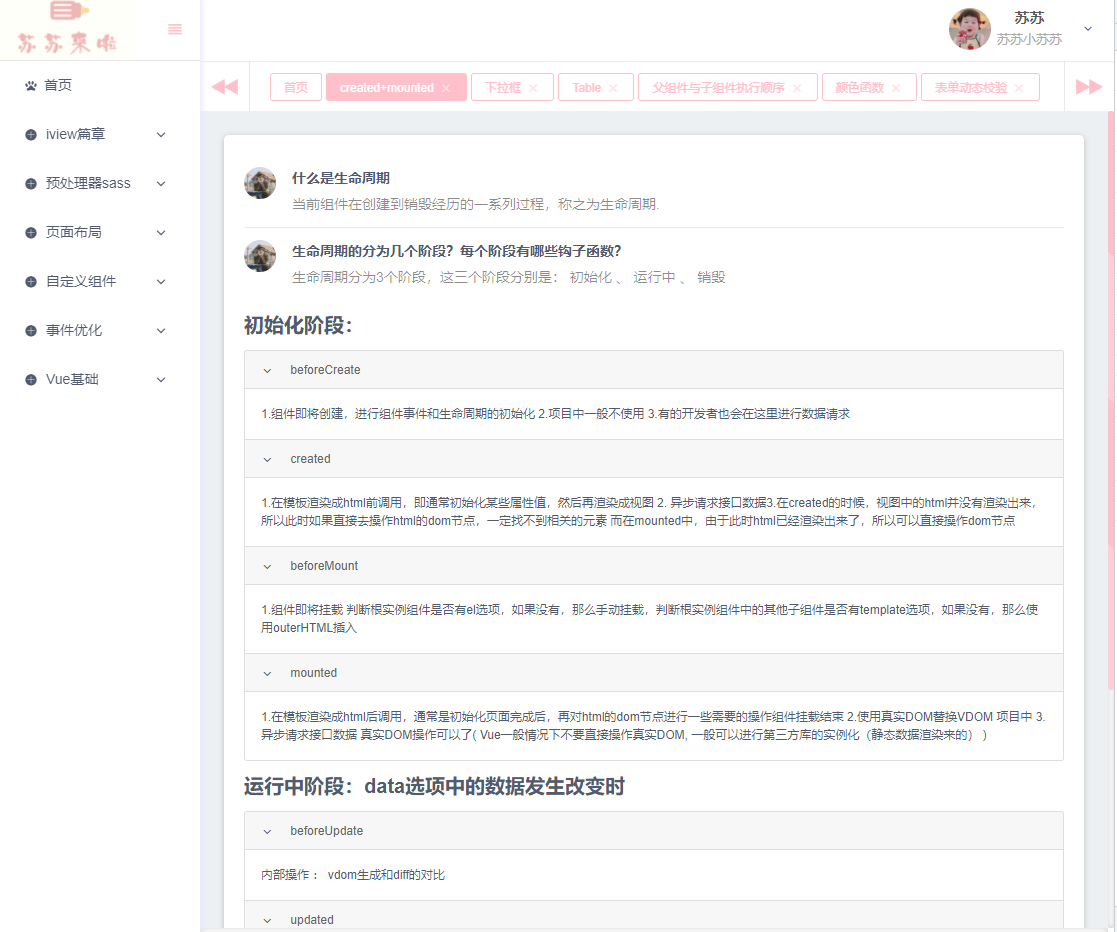 苏苏来啦
苏苏
苏苏小苏苏
首页
iview篇章
预处理器sass
页面布局
自定义组件
事件优化
Vue基础
首页
created+mounted
下拉框
Table
父组件与子组件执行顺序
颜色函数
表单动态校验
什么是生命周期
当前组件在创建到销毁经历的一系列过程，称之为生命周期.
生命周期的分为几个阶段？每个阶段有哪些钩子函数？
生命周期分为3个阶段，这三个阶段分别是： 初始化 、 运行中 、 销毁
初始化阶段：
beforeCreate
1.组件即将创建，进行组件事件和生命周期的初始化 2.项目中一般不使用 3.有的开发者也会在这里进行数据请求
created
1.在模板渲染成html前调用，即通常初始化某些属性值，然后再渲染成视图 2. 异步请求接口数据3.在created的时候，视图中的html并没有渲染出来，
所以此时如果直接去操作html的dom节点，一定找不到相关的元素 而在mounted中，由于此时html已经渲染出来了，所以可以直接操作dom节点
beforeMount
1.组件即将挂载 判断根实例组件是否有el选项，如果没有，那么手动挂载，判断根实例组件中的其他子组件是否有template选项，如果没有，那么使
用outerHTML插入
mounted
1.在模板渲染成html后调用，通常是初始化页面完成后，再对html的dom节点进行一些需要的操作组件挂载结束 2.使用真实DOM替换VDOM 项目中 3.
异步请求接口数据 真实DOM操作可以了( Vue一般情况下不要直接操作真实DOM, 一般可以进行第三方库的实例化（静态数据渲染来的） )
运行中阶段：data选项中的数据发生改变时
beforeUpdate
内部操作 ： vdom生成和diff的对比
updated